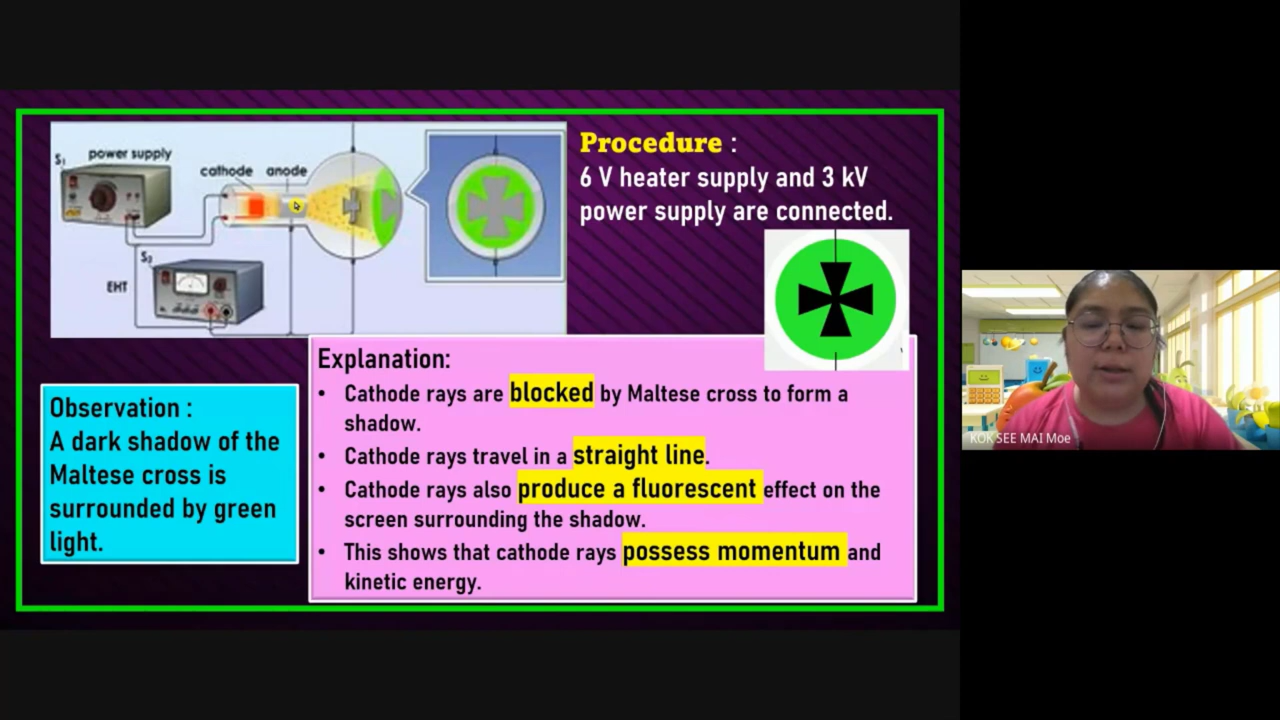 S₁
power supply
cathode anode
S₂
EHT
Procedure :
6 V heater supply and 3 kV
power supply are connected.
Observation :
A dark shadow of the
Maltese cross is
surrounded by green
light.
Explanation:
• Cathode rays are blocked by Maltese cross to form a
shadow.
• Cathode rays travel in a straight line.
• Cathode rays also produce a fluorescent effect on the
screen surrounding the shadow.
• This shows that cathode rays possess momentum and
kinetic energy.
KOK SEE MAI Moe